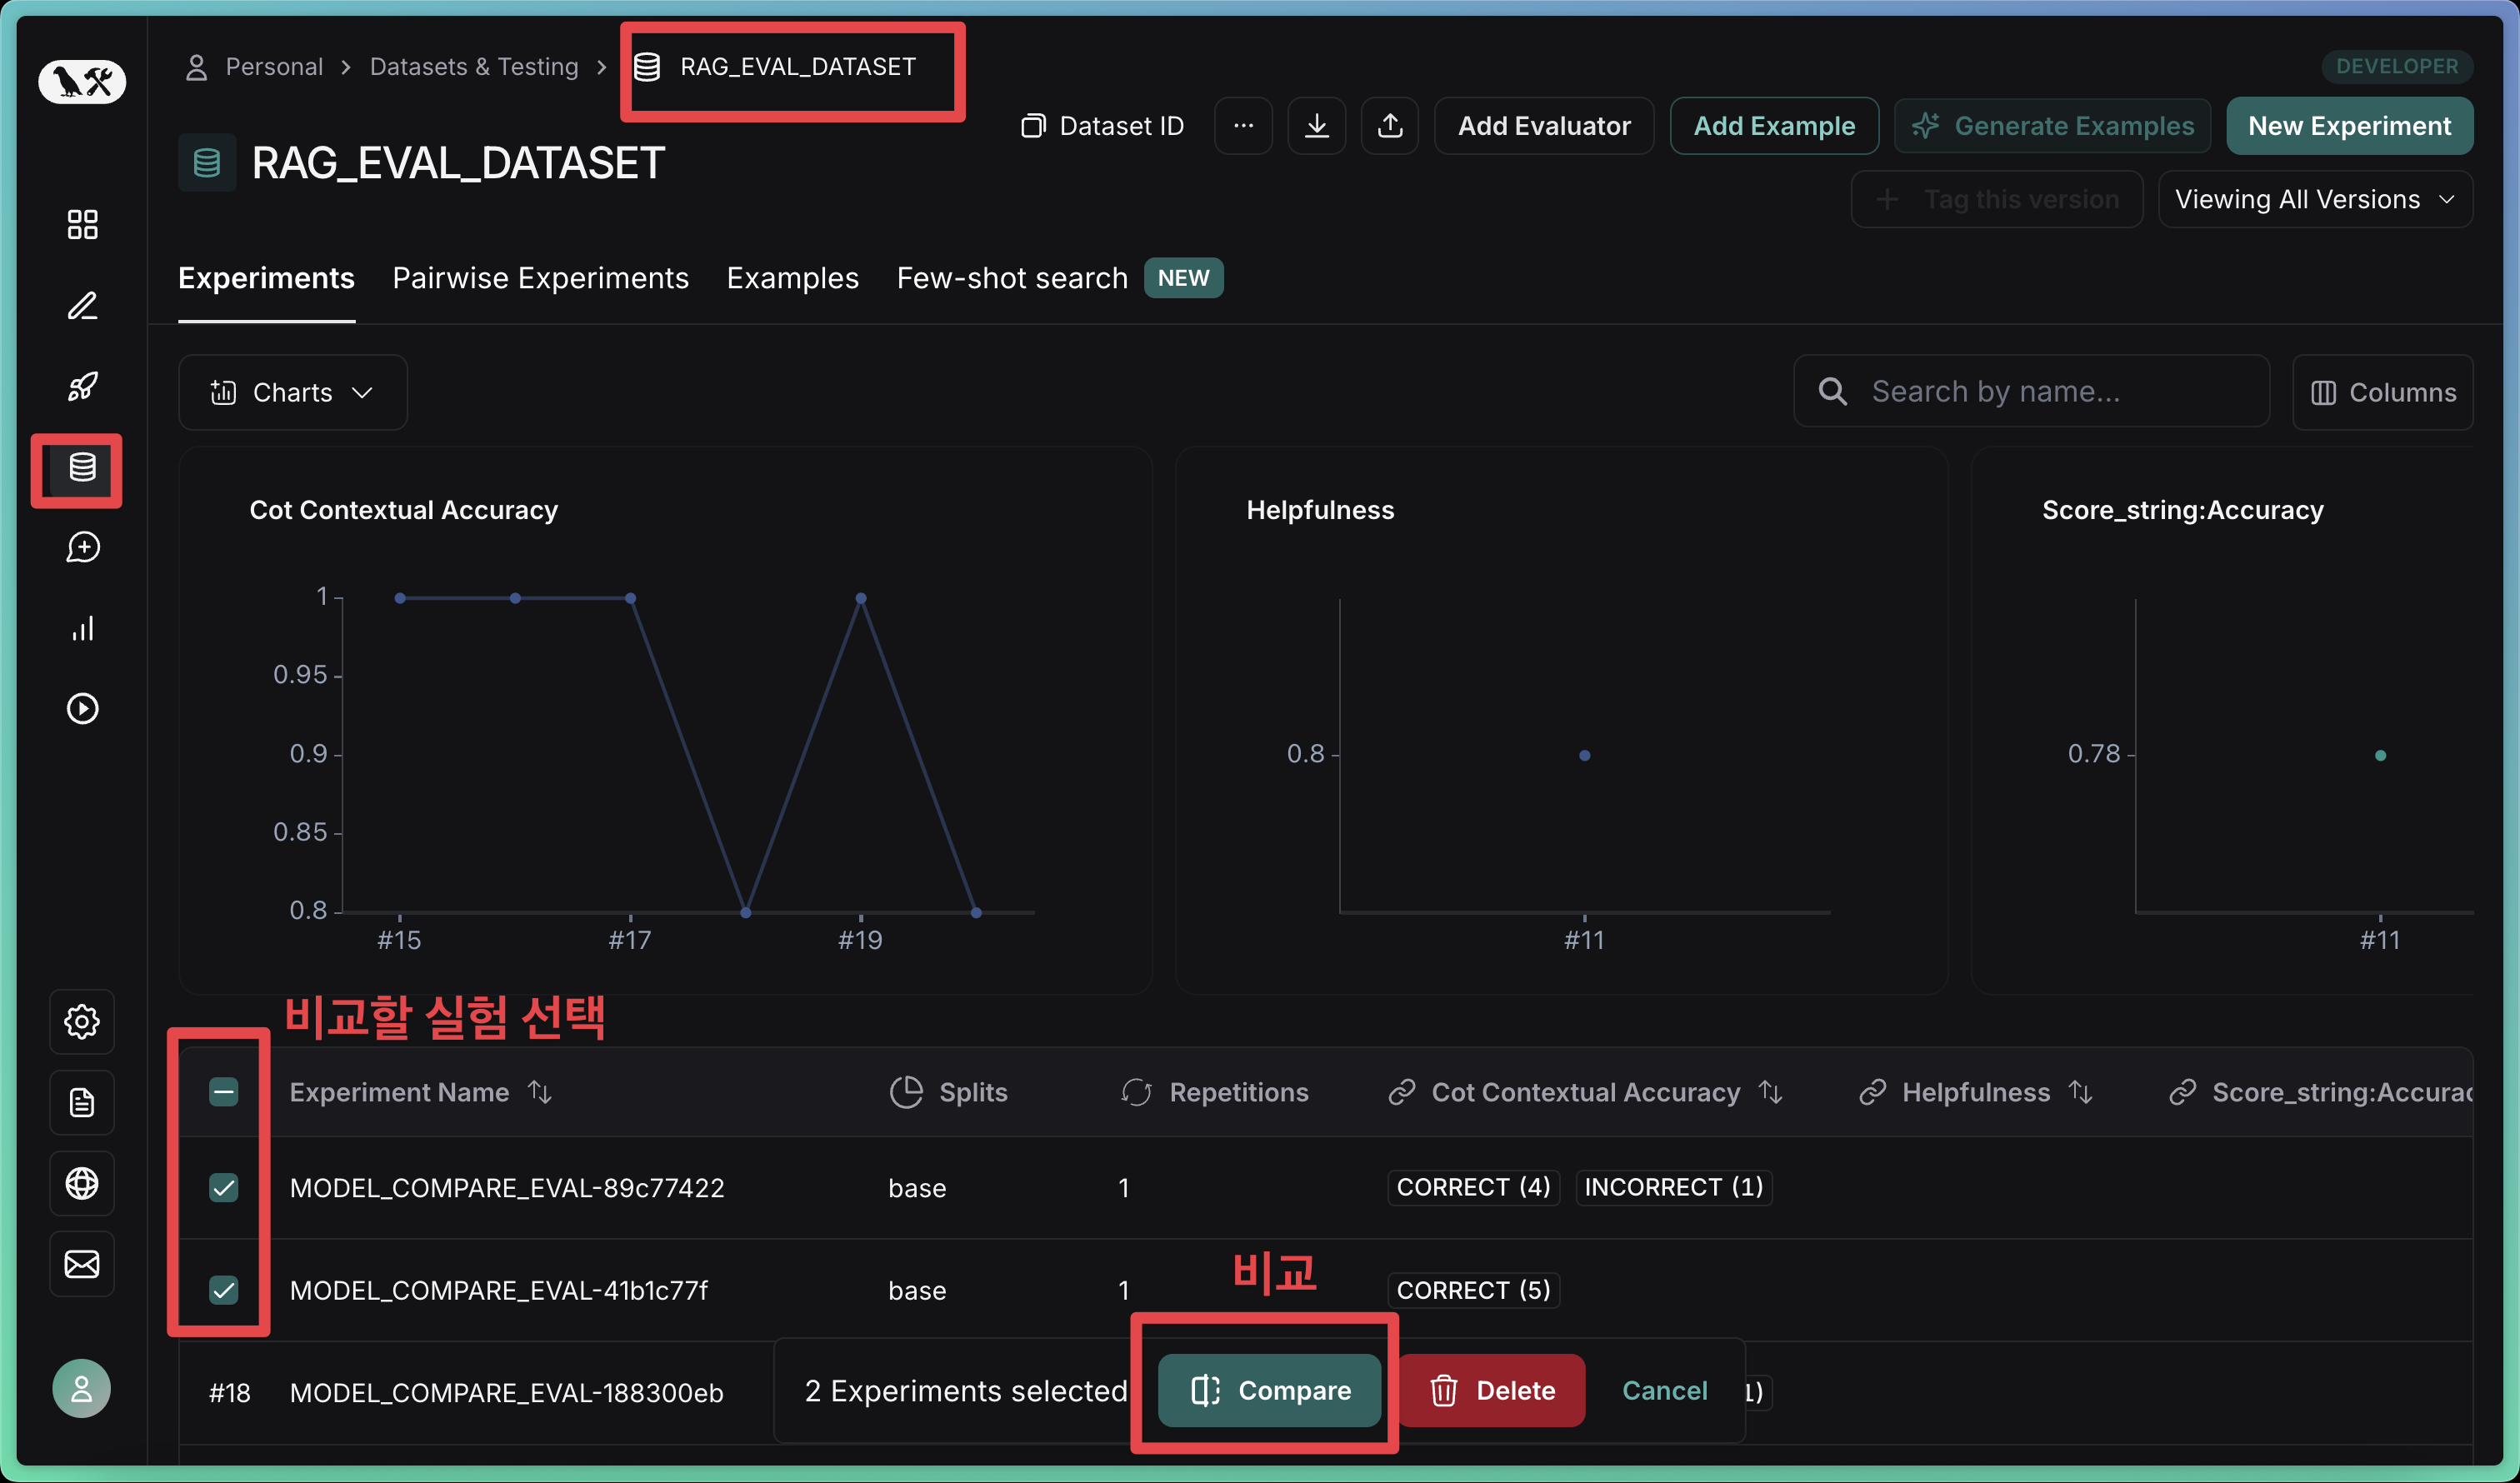 Personal > Datasets & Testing > RAG_EVAL_DATASET
DEVELOPER
Dataset ID ... Add Evaluator Add Example Generate Examples New Experiment
RAG_EVAL_DATASET
+ Tag this version Viewing All Versions
Experiments Pairwise Experiments Examples Few-shot search NEW
Charts Search by name... Columns
Cot Contextual Accuracy
1
0.95
0.9
0.85
0.8
#15 #17 #19
Helpfulness
0.8
#11
Score_string:Accuracy
0.78
#11
비교할 실험 선택
Experiment Name Splits Repetitions Cot Contextual Accuracy Helpfulness Score_string:Accurac
MODEL_COMPARE_EVAL-89c77422 base 1 CORRECT (4) INCORRECT (1)
비교
MODEL_COMPARE_EVAL-41b1c77f base 1 CORRECT (5)
#18 MODEL_COMPARE_EVAL-188300eb 2 Experiments selected Compare Delete Cancel 1)